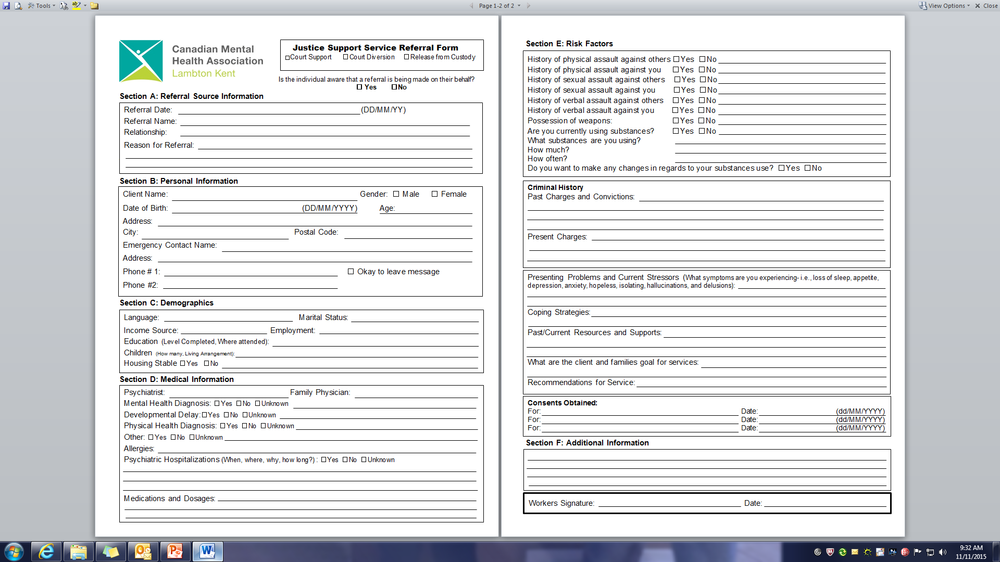 Tools
Page 1-2 of 2
View Options
Close
Canadian Mental
Health Association
Lambton Kent
Justice Support Service Referral Form
Court Support Court Diversion Release from Custody
Is the individual aware that a referral is being made on their behalf?
Yes No
Section A: Referral Source Information
Referral Date: (DD/MM/YY)
Referral Name:
Relationship:
Reason for Referral:
Section B: Personal Information
Client Name: Gender: Male Female
Date of Birth: (DD/MM/YYYY) Age:
Address:
City: Postal Code:
Emergency Contact Name:
Address:
Phone # 1: Okay to leave message
Phone #2:
Section C: Demographics
Language: Marital Status:
Income Source: Employment:
Education (Level Completed, Where attended):
Children (How many, Living Arrangement):
Housing Stable Yes No
Section D: Medical Information
Psychiatrist: Family Physician:
Mental Health Diagnosis: Yes No Unknown
Developmental Delay: Yes No Unknown
Physical Health Diagnosis: Yes No Unknown
Other: Yes No Unknown
Allergies:
Psychiatric Hospitalizations (When, where, why, how long?) : Yes No Unknown
Medications and Dosages:
Section E: Risk Factors
History of physical assault against others Yes No
History of physical assault against you Yes No
History of sexual assault against others Yes No
History of sexual assault against you Yes No
History of verbal assault against others Yes No
History of verbal assault against you Yes No
Possession of weapons: Yes No
Are you currently using substances? Yes No
What substances are you using?
How much?
How often?
Do you want to make any changes in regards to your substances use? Yes No
Criminal History
Past Charges and Convictions:
Present Charges:
Presenting Problems and Current Stressors (What symptoms are you experiencing- i.e., loss of sleep, appetite,
depression, anxiety, hopeless, isolating, hallucinations, and delusions):
Coping Strategies:
Past/Current Resources and Supports:
What are the client and families goal for services:
Recommendations for Service:
Consents Obtained:
For: Date: (dd/MM/YYYY)
For: Date: (dd/MM/YYYY)
For: Date: (dd/MM/YYYY)
Section F: Additional Information
Workers Signature: Date:
9:32 AM
11/11/2015